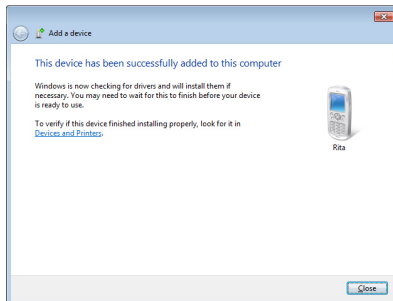 Add a device
This device has been successfully added to this computer
Windows is now checking for drivers and will install them if
necessary. You may need to wait for this to finish before your device
is ready to use.
To verify if this device finished installing properly, look for it in
Devices and Printers.
Rita
Close